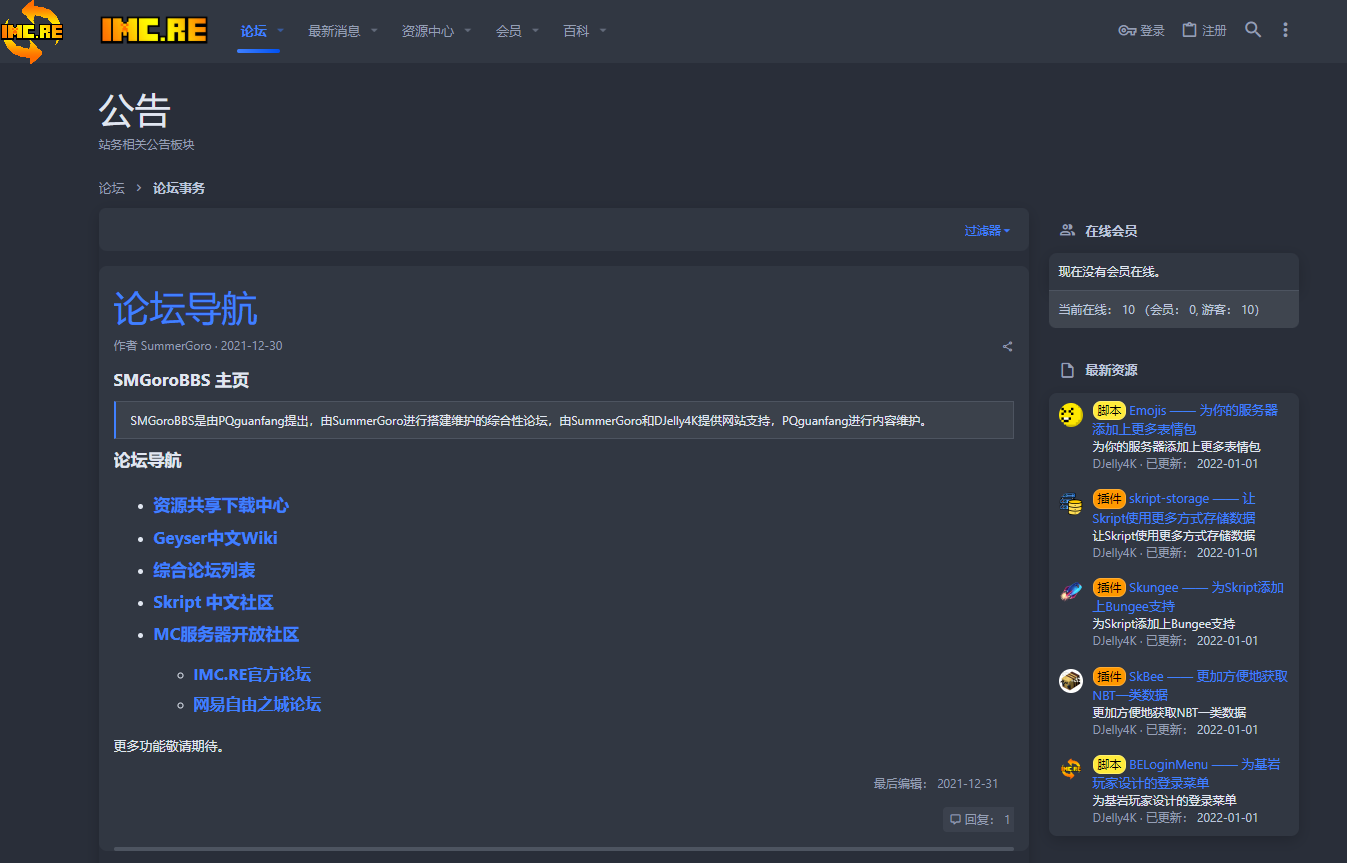 IMC.RE
IMC.RE
论坛 最新消息 资源中心 会员 百科
登录 注册
公告
站务相关公告板块
论坛 › 论坛事务
过滤器
论坛导航
作者 SummerGoro · 2021-12-30
SMGoroBBS 主页
SMGoroBBS是由PQguanfang提出，由SummerGoro进行搭建维护的综合性论坛，由SummerGoro和DJelly4K提供网站支持，PQguanfang进行内容维护。
论坛导航
资源共享下载中心
Geyser中文Wiki
综合论坛列表
Skript 中文社区
MC服务器开放社区
IMC.RE官方论坛
网易自由之城论坛
更多功能敬请期待。
最后编辑： 2021-12-31
回复： 1
在线会员
现在没有会员在线。
当前在线： 10 （会员： 0, 游客： 10）
最新资源
脚本 Emojis —— 为你的服务器
添加上更多表情包
为你的服务器添加上更多表情包
DJelly4K · 已更新： 2022-01-01
插件 skript-storage —— 让
Skript使用更多方式存储数据
让Skript使用更多方式存储数据
DJelly4K · 已更新： 2022-01-01
插件 Skungee —— 为Skript添加
上Bungee支持
为Skript添加上Bungee支持
DJelly4K · 已更新： 2022-01-01
插件 SkBee —— 更加方便地获取
NBT一类数据
更加方便地获取NBT一类数据
DJelly4K · 已更新： 2022-01-01
IMC.RE
脚本 BELoginMenu —— 为基岩
玩家设计的登录菜单
为基岩玩家设计的登录菜单
DJelly4K · 已更新： 2022-01-01